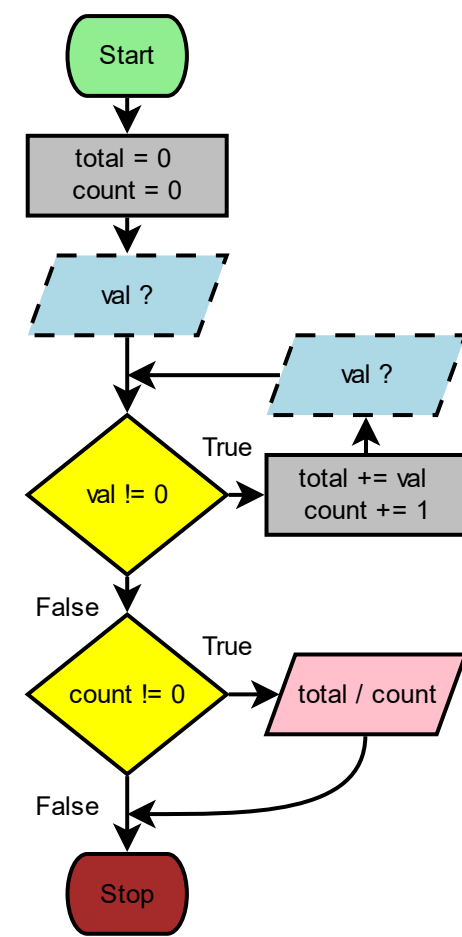 Start
total = 0
count = 0
val ?
val ?
True
val != 0
total += val
count += 1
False
True
count != 0
total / count
False
Stop